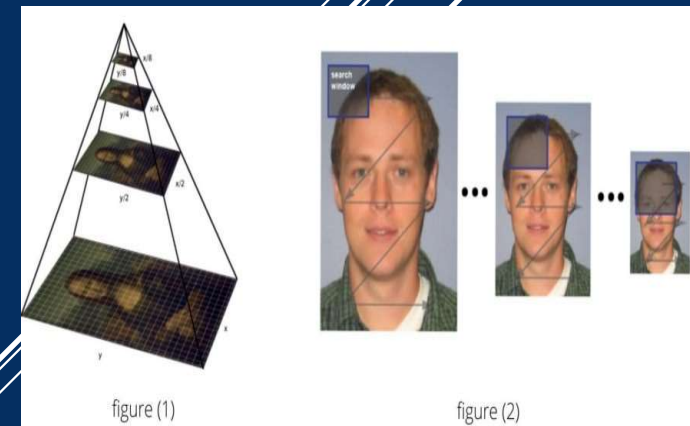 x/8
y/8
x/4
y/4
x/2
y/2
x
y
search
window
figure (1)
figure (2)